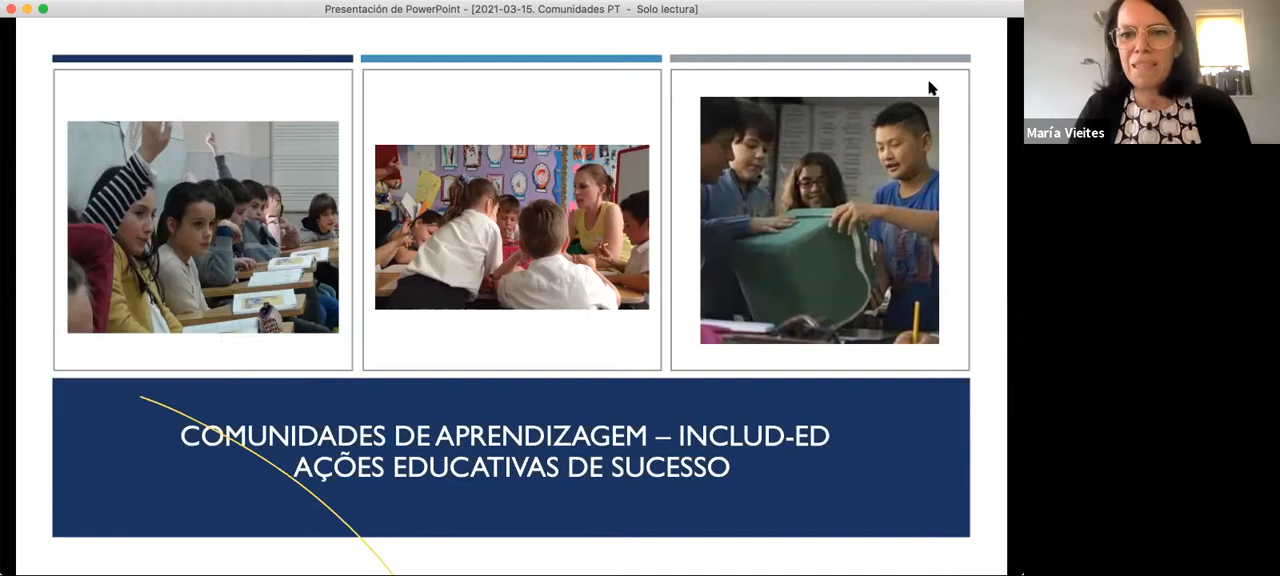 Presentación de PowerPoint - [2021-03-15. Comunidades PT - Solo lectura]
María Vieites
COMUNIDADES DE APRENDIZAGEM – INCLUD-ED
AÇÕES EDUCATIVAS DE SUCESSO